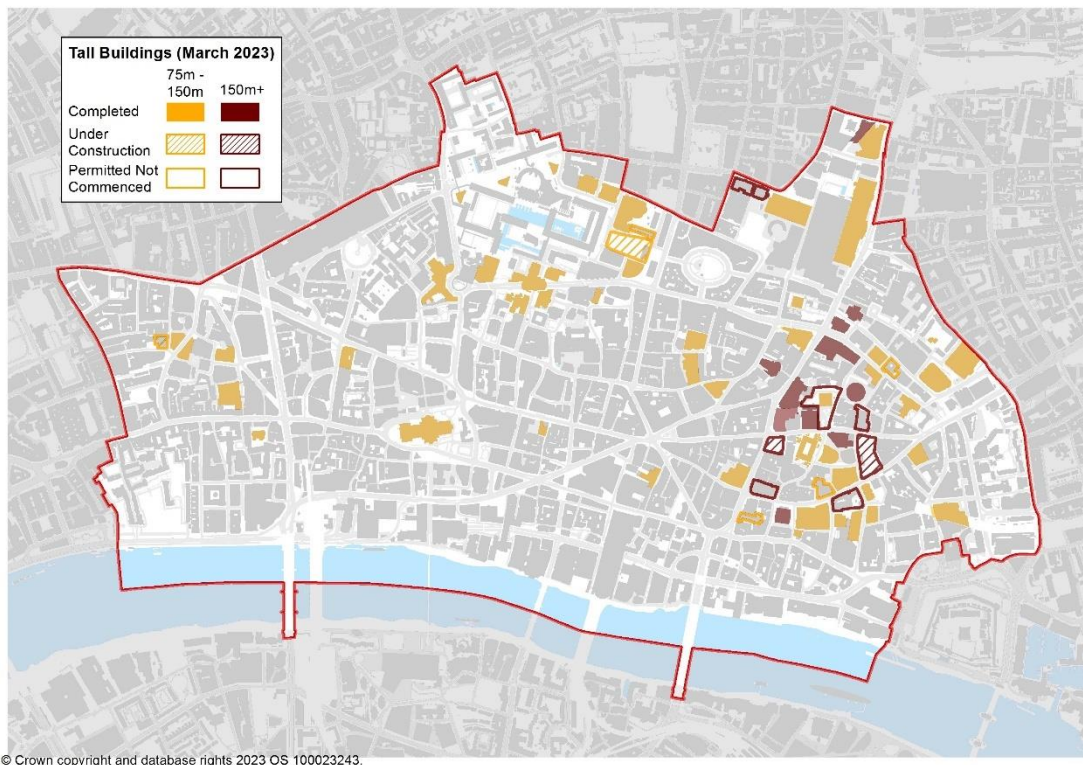 Tall Buildings (March 2023)
75m - 150m
150m+
Completed
Under
Construction
Permitted Not
Commenced
© Crown copyright and database rights 2023 OS 100023243.